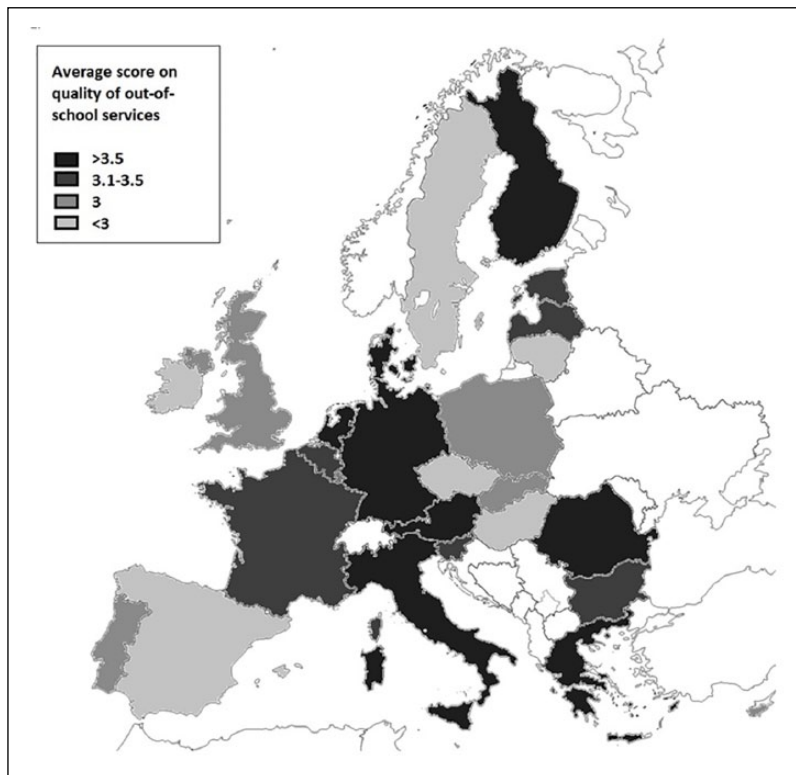 Average score on
quality of out-of-
school services
>3.5
3.1-3.5
3
<3